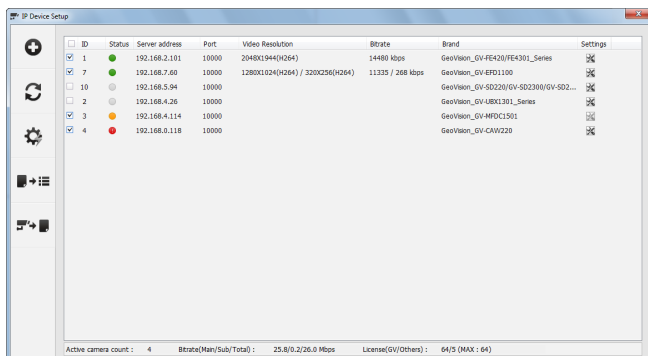 IP Device Setup
ID Status Server address Port Video Resolution Bitrate Brand Settings
1 192.168.2.101 10000 2048X1944(H264) 14480 kbps GeoVision_GV-FE420/FE4301_Series
7 192.168.7.60 10000 1280X1024(H264) / 320X256(H264) 11335 / 268 kbps GeoVision_GV-EFD1100
10 192.168.5.94 10000 GeoVision_GV-SD220/GV-SD2300/GV-SD2...
2 192.168.4.26 10000 GeoVision_GV-UBX1301_Series
3 192.168.4.114 10000 GeoVision_GV-MFDC1501
4 192.168.0.118 10000 GeoVision_GV-CAW220
Active camera count : 4 Bitrate(Main/Sub/Total) : 25.8/0.2/26.0 Mbps License(GV/Others) : 64/5 (MAX : 64)